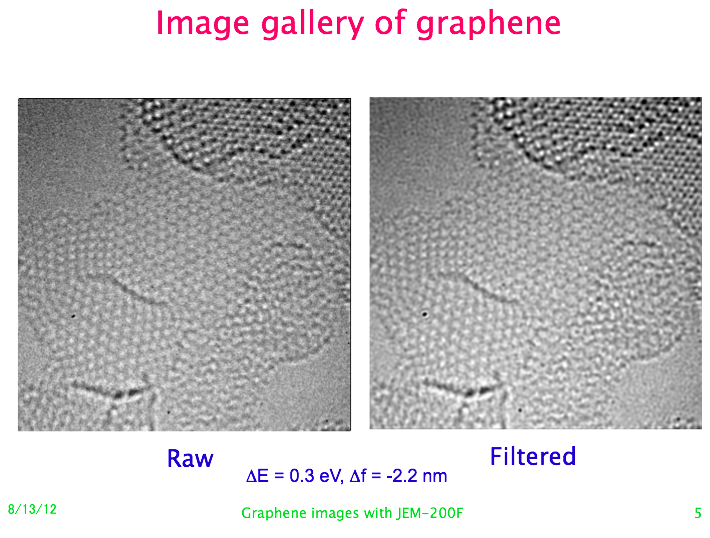 Image gallery of graphene
Raw
Filtered
ΔE = 0.3 eV, Δf = -2.2 nm
8/13/12
Graphene images with JEM-200F
5